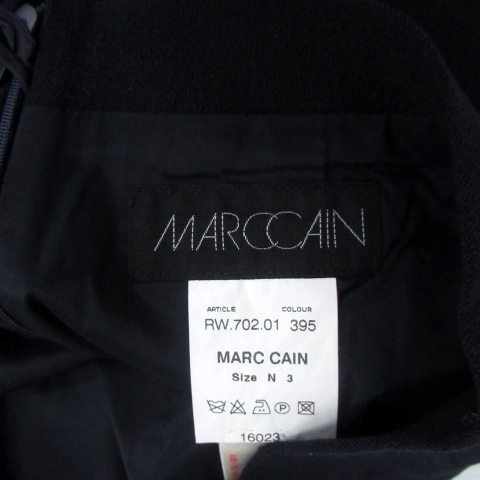 MARCCAIN
ARTICLE COLOUR
RW.702.01 395
MARC CAIN
Size N 3
16023